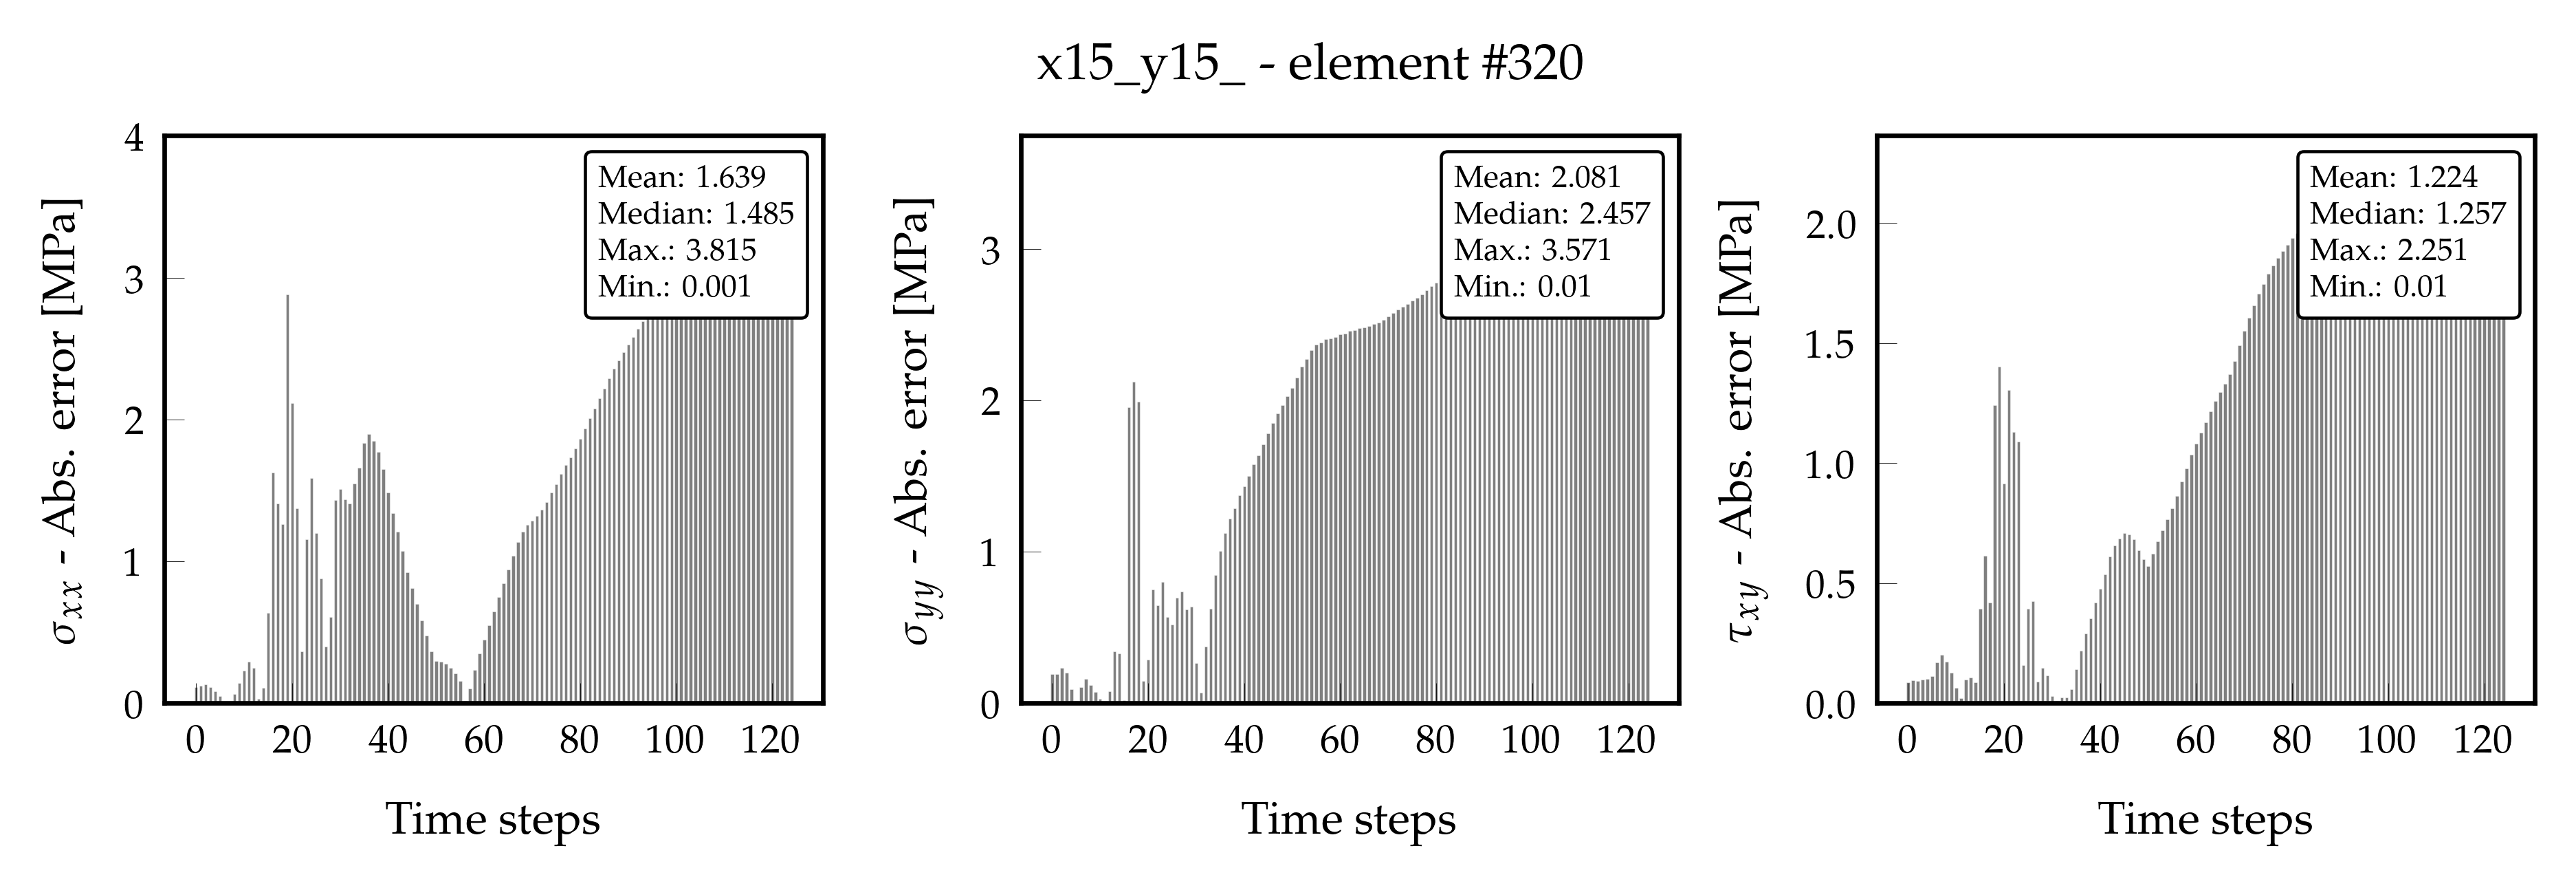 x15_y15_ - element #320
σxx - Abs. error [MPa]
4
3
2
1
0
Mean: 1.639
Median: 1.485
Max.: 3.815
Min.: 0.001
0 20 40 60 80 100 120
Time steps
σyy - Abs. error [MPa]
3
2
1
0
Mean: 2.081
Median: 2.457
Max.: 3.571
Min.: 0.01
0 20 40 60 80 100 120
Time steps
τxy - Abs. error [MPa]
2.0
1.5
1.0
0.5
0.0
Mean: 1.224
Median: 1.257
Max.: 2.251
Min.: 0.01
0 20 40 60 80 100 120
Time steps